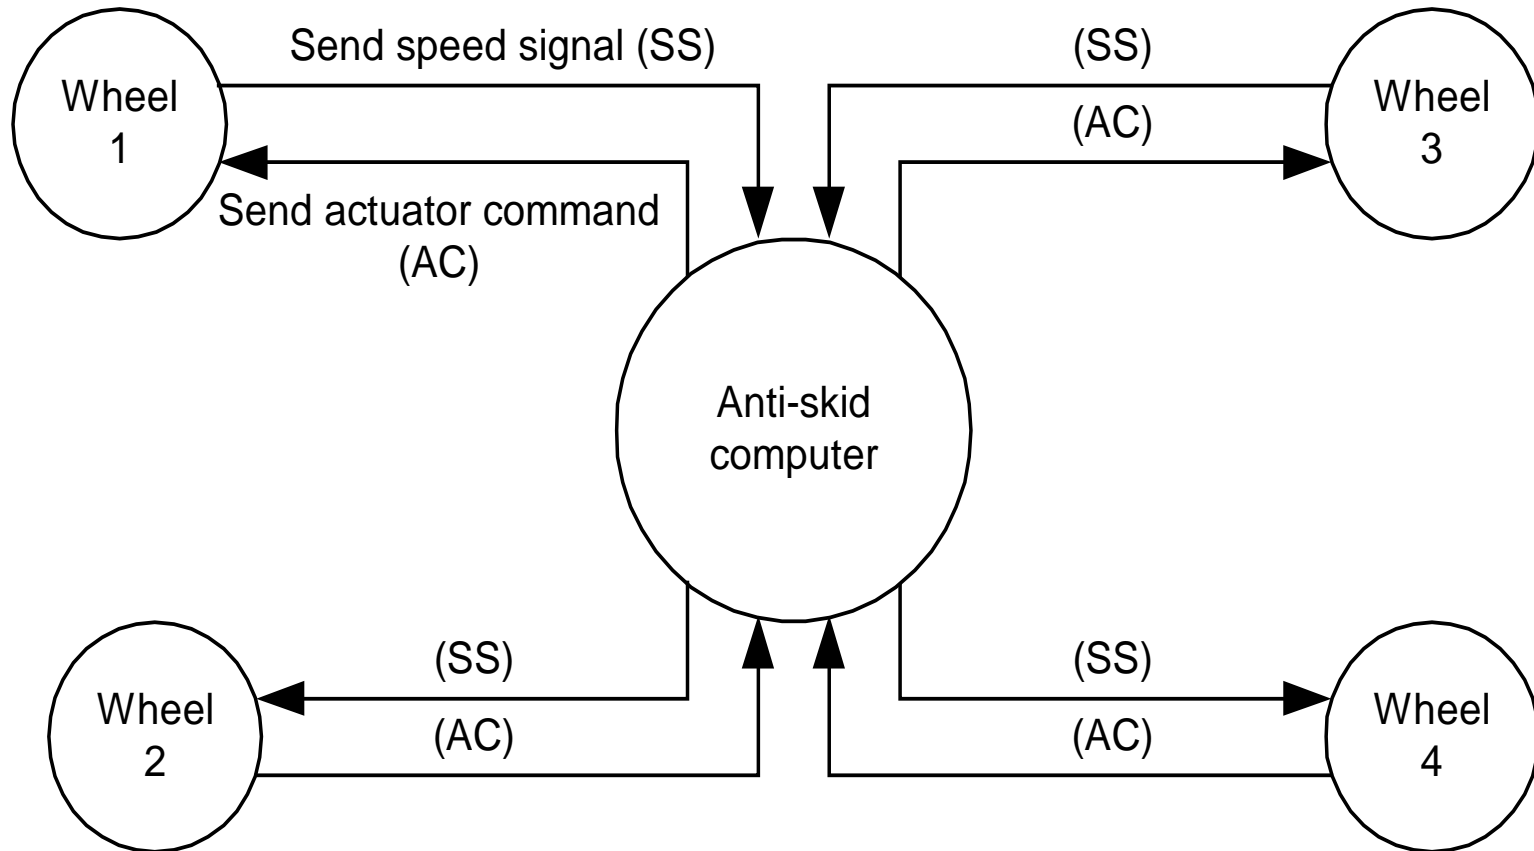 Send speed signal (SS)
(SS)
Wheel
1
Wheel
3
(AC)
Send actuator command
(AC)
Anti-skid
computer
(SS)
(SS)
Wheel
2
(AC)
(AC)
Wheel
4